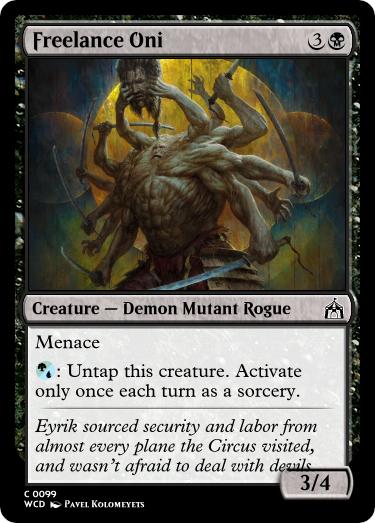 Freelance Oni 3
Creature — Demon Mutant Rogue
Menace
: Untap this creature. Activate
only once each turn as a sorcery.
Eyrik sourced security and labor from
almost every plane the Circus visited,
and wasn't afraid to deal with devils.
3/4
C 0099
WCD Pavel Kolomeyets